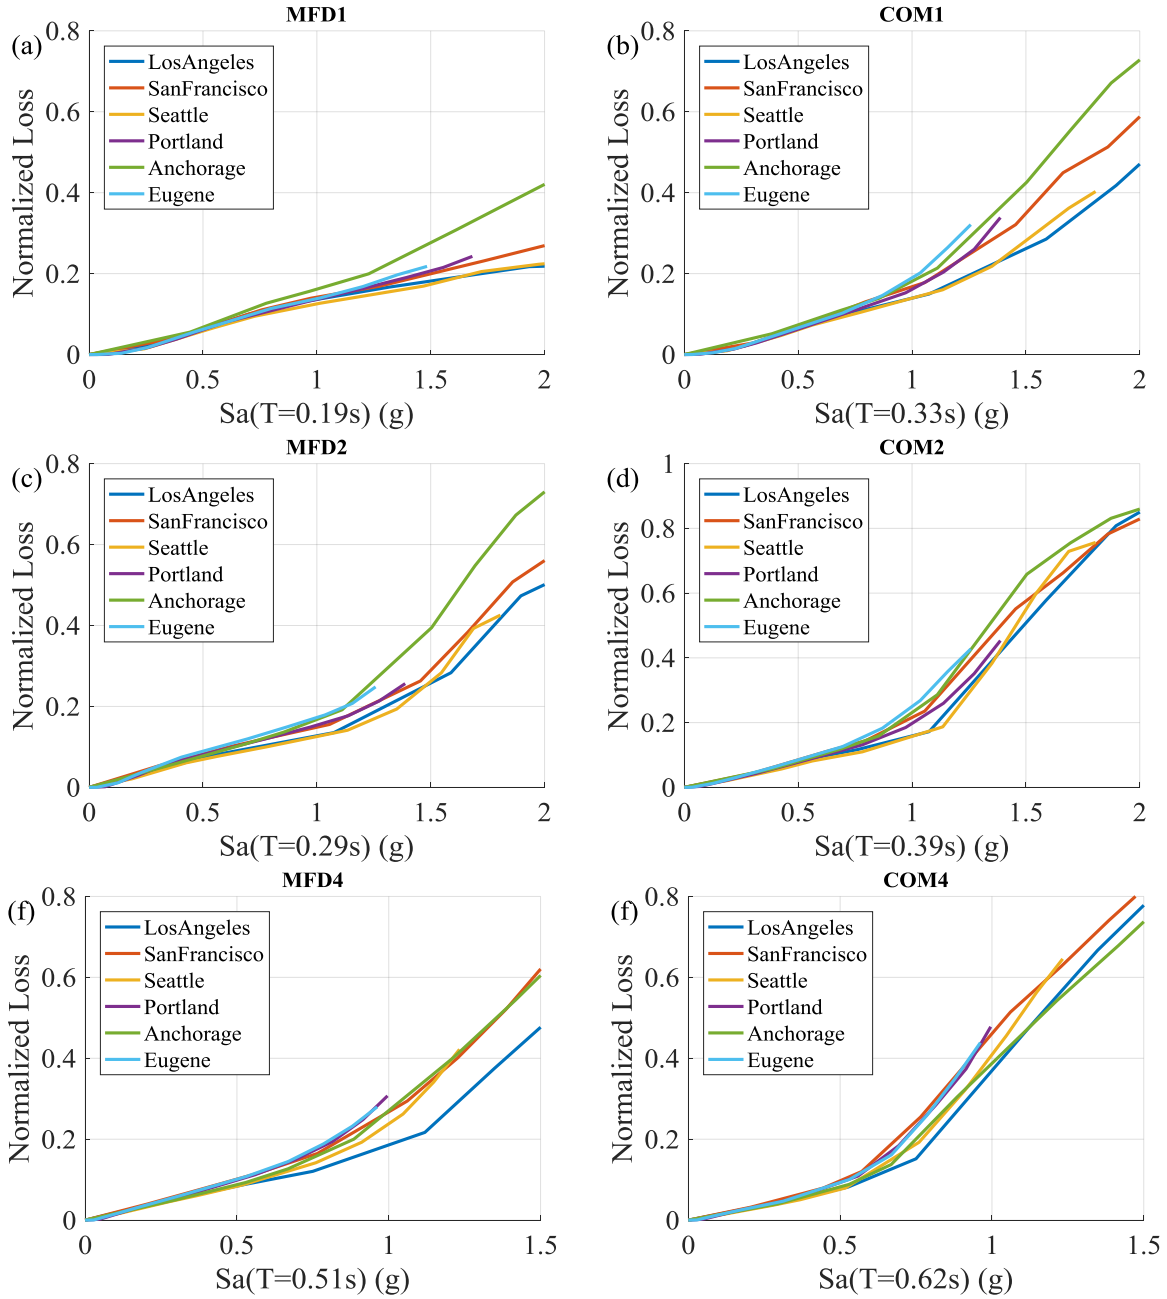 MFD1
(a)
0.8
0.6
0.4
0.2
0
Normalized Loss
LosAngeles
SanFrancisco
Seattle
Portland
Anchorage
Eugene
0 0.5 1 1.5 2
Sa(T=0.19s) (g)
COM1
(b)
0.8
0.6
0.4
0.2
0
Normalized Loss
LosAngeles
SanFrancisco
Seattle
Portland
Anchorage
Eugene
0 0.5 1 1.5 2
Sa(T=0.33s) (g)
MFD2
(c)
0.8
0.6
0.4
0.2
0
Normalized Loss
LosAngeles
SanFrancisco
Seattle
Portland
Anchorage
Eugene
0 0.5 1 1.5 2
Sa(T=0.29s) (g)
COM2
(d)
1
0.8
0.6
0.4
0.2
0
Normalized Loss
LosAngeles
SanFrancisco
Seattle
Portland
Anchorage
Eugene
0 0.5 1 1.5 2
Sa(T=0.39s) (g)
MFD4
(f)
0.8
0.6
0.4
0.2
0
Normalized Loss
LosAngeles
SanFrancisco
Seattle
Portland
Anchorage
Eugene
0 0.5 1 1.5
Sa(T=0.51s) (g)
COM4
(f)
0.8
0.6
0.4
0.2
0
Normalized Loss
LosAngeles
SanFrancisco
Seattle
Portland
Anchorage
Eugene
0 0.5 1 1.5
Sa(T=0.62s) (g)